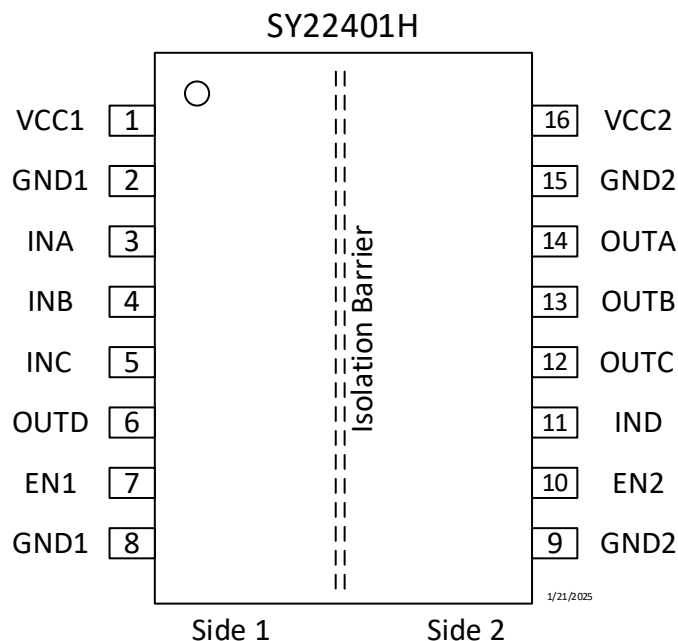 SY22401H
VCC1 1 16 VCC2
GND1 2 15 GND2
INA 3 14 OUTA
INB 4 13 OUTB
INC 5 12 OUTC
OUTD 6 11 IND
EN1 7 10 EN2
GND1 8 9 GND2
Isolation Barrier
1/21/2025
Side 1 Side 2